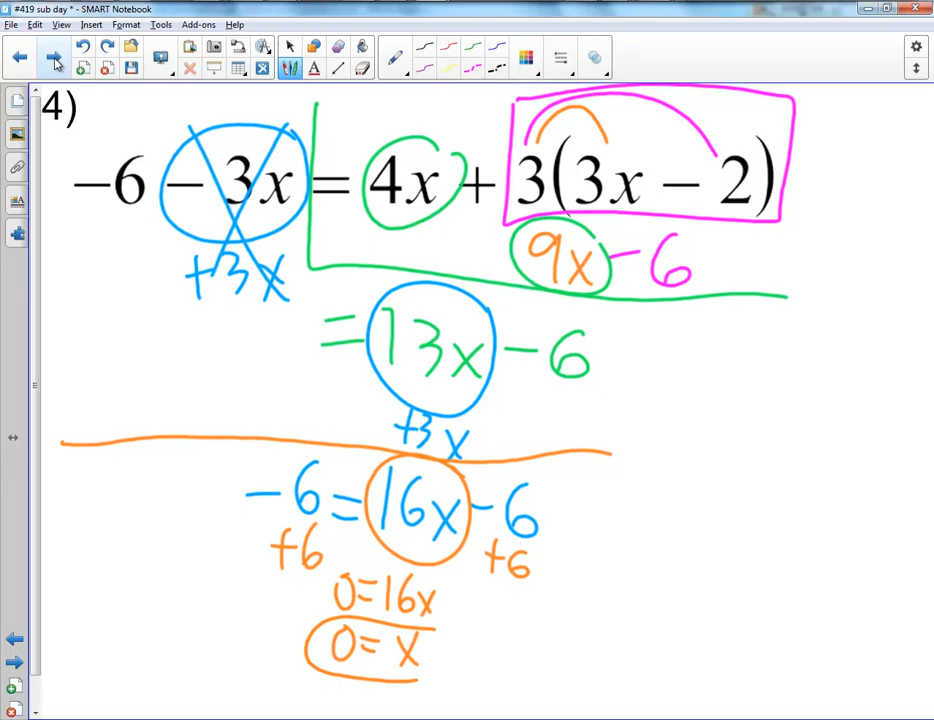 #419 sub day * - SMART Notebook
File Edit View Insert Format Tools Add-ons Help
4)
−6 − 3x = 4x + 3(3x − 2)
+3x 9x − 6
= 13x − 6
+3x
−6 = 16x − 6
+6 +6
0 = 16x
0 = x